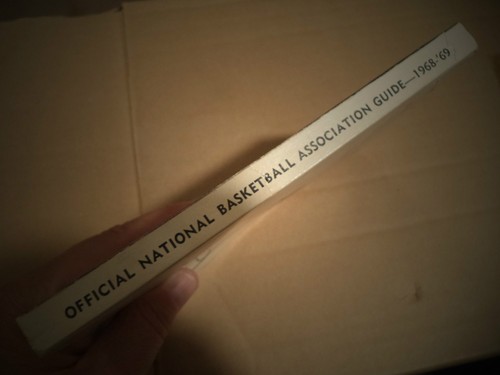 OFFICIAL NATIONAL BASKETBALL ASSOCIATION GUIDE—1968-'69